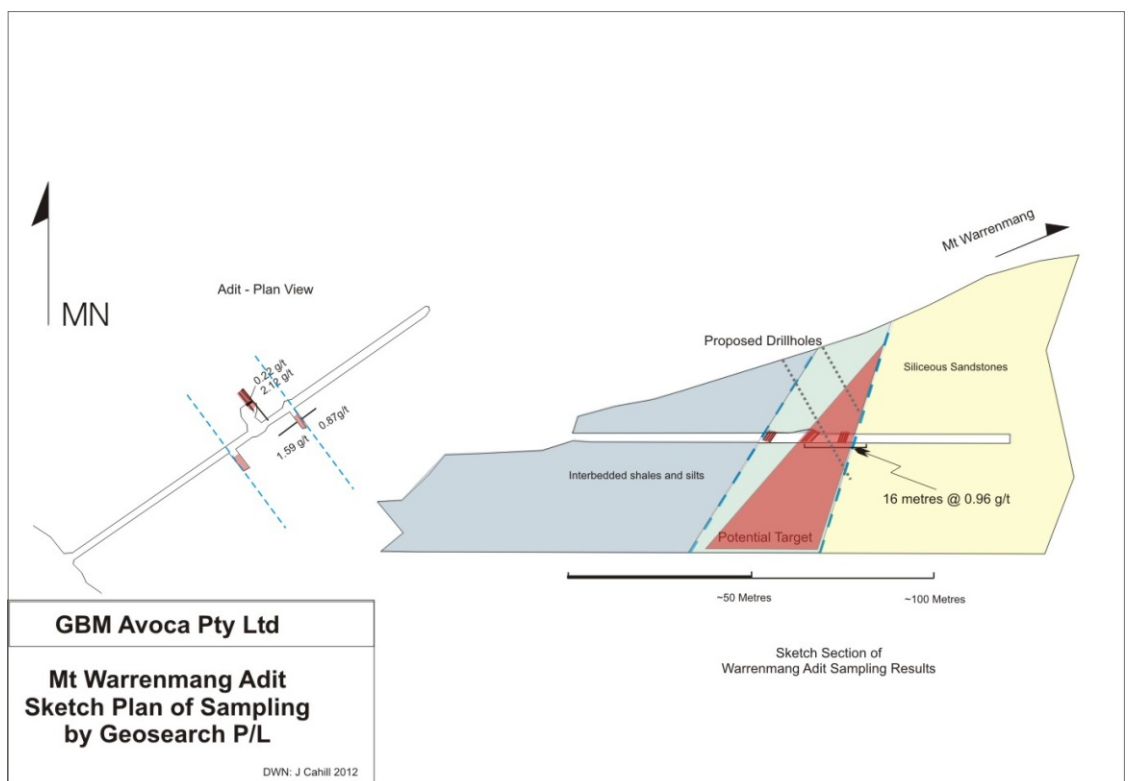 MN
Adit - Plan View
0.22 g/t
2.12 g/t
1.59 g/t
0.87g/t
Mt Warrenmang
Proposed Drillholes
Siliceous Sandstones
Interbedded shales and silts
16 metres @ 0.96 g/t
Potential Target
~50 Metres
~100 Metres
Sketch Section of
Warrenmang Adit Sampling Results
GBM Avoca Pty Ltd
Mt Warrenmang Adit
Sketch Plan of Sampling
by Geosearch P/L
DWN: J Cahill 2012